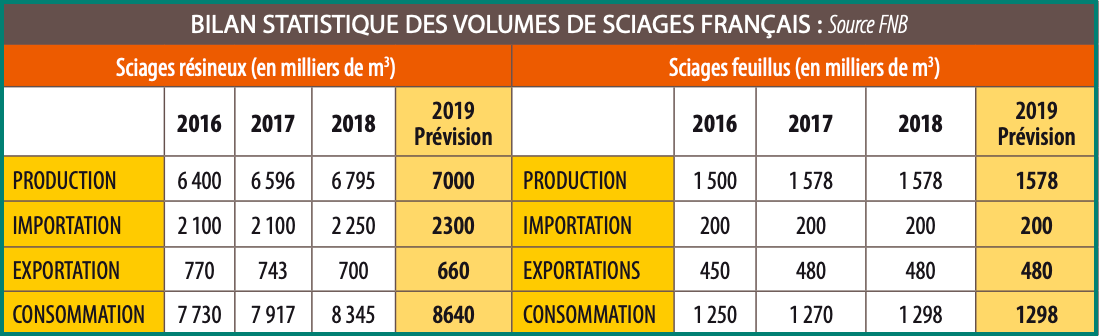 BILAN STATISTIQUE DES VOLUMES DE SCIAGES FRANÇAIS : Source FNB
Sciages résineux (en milliers de m³) Sciages feuillus (en milliers de m³)
2016 2017 2018 2019 Prévision 2016 2017 2018 2019 Prévision
PRODUCTION 6 400 6 596 6 795 7000 PRODUCTION 1 500 1 578 1 578 1578
IMPORTATION 2 100 2 100 2 250 2300 IMPORTATION 200 200 200 200
EXPORTATION 770 743 700 660 EXPORTATIONS 450 480 480 480
CONSOMMATION 7 730 7 917 8 345 8640 CONSOMMATION 1 250 1 270 1 298 1298